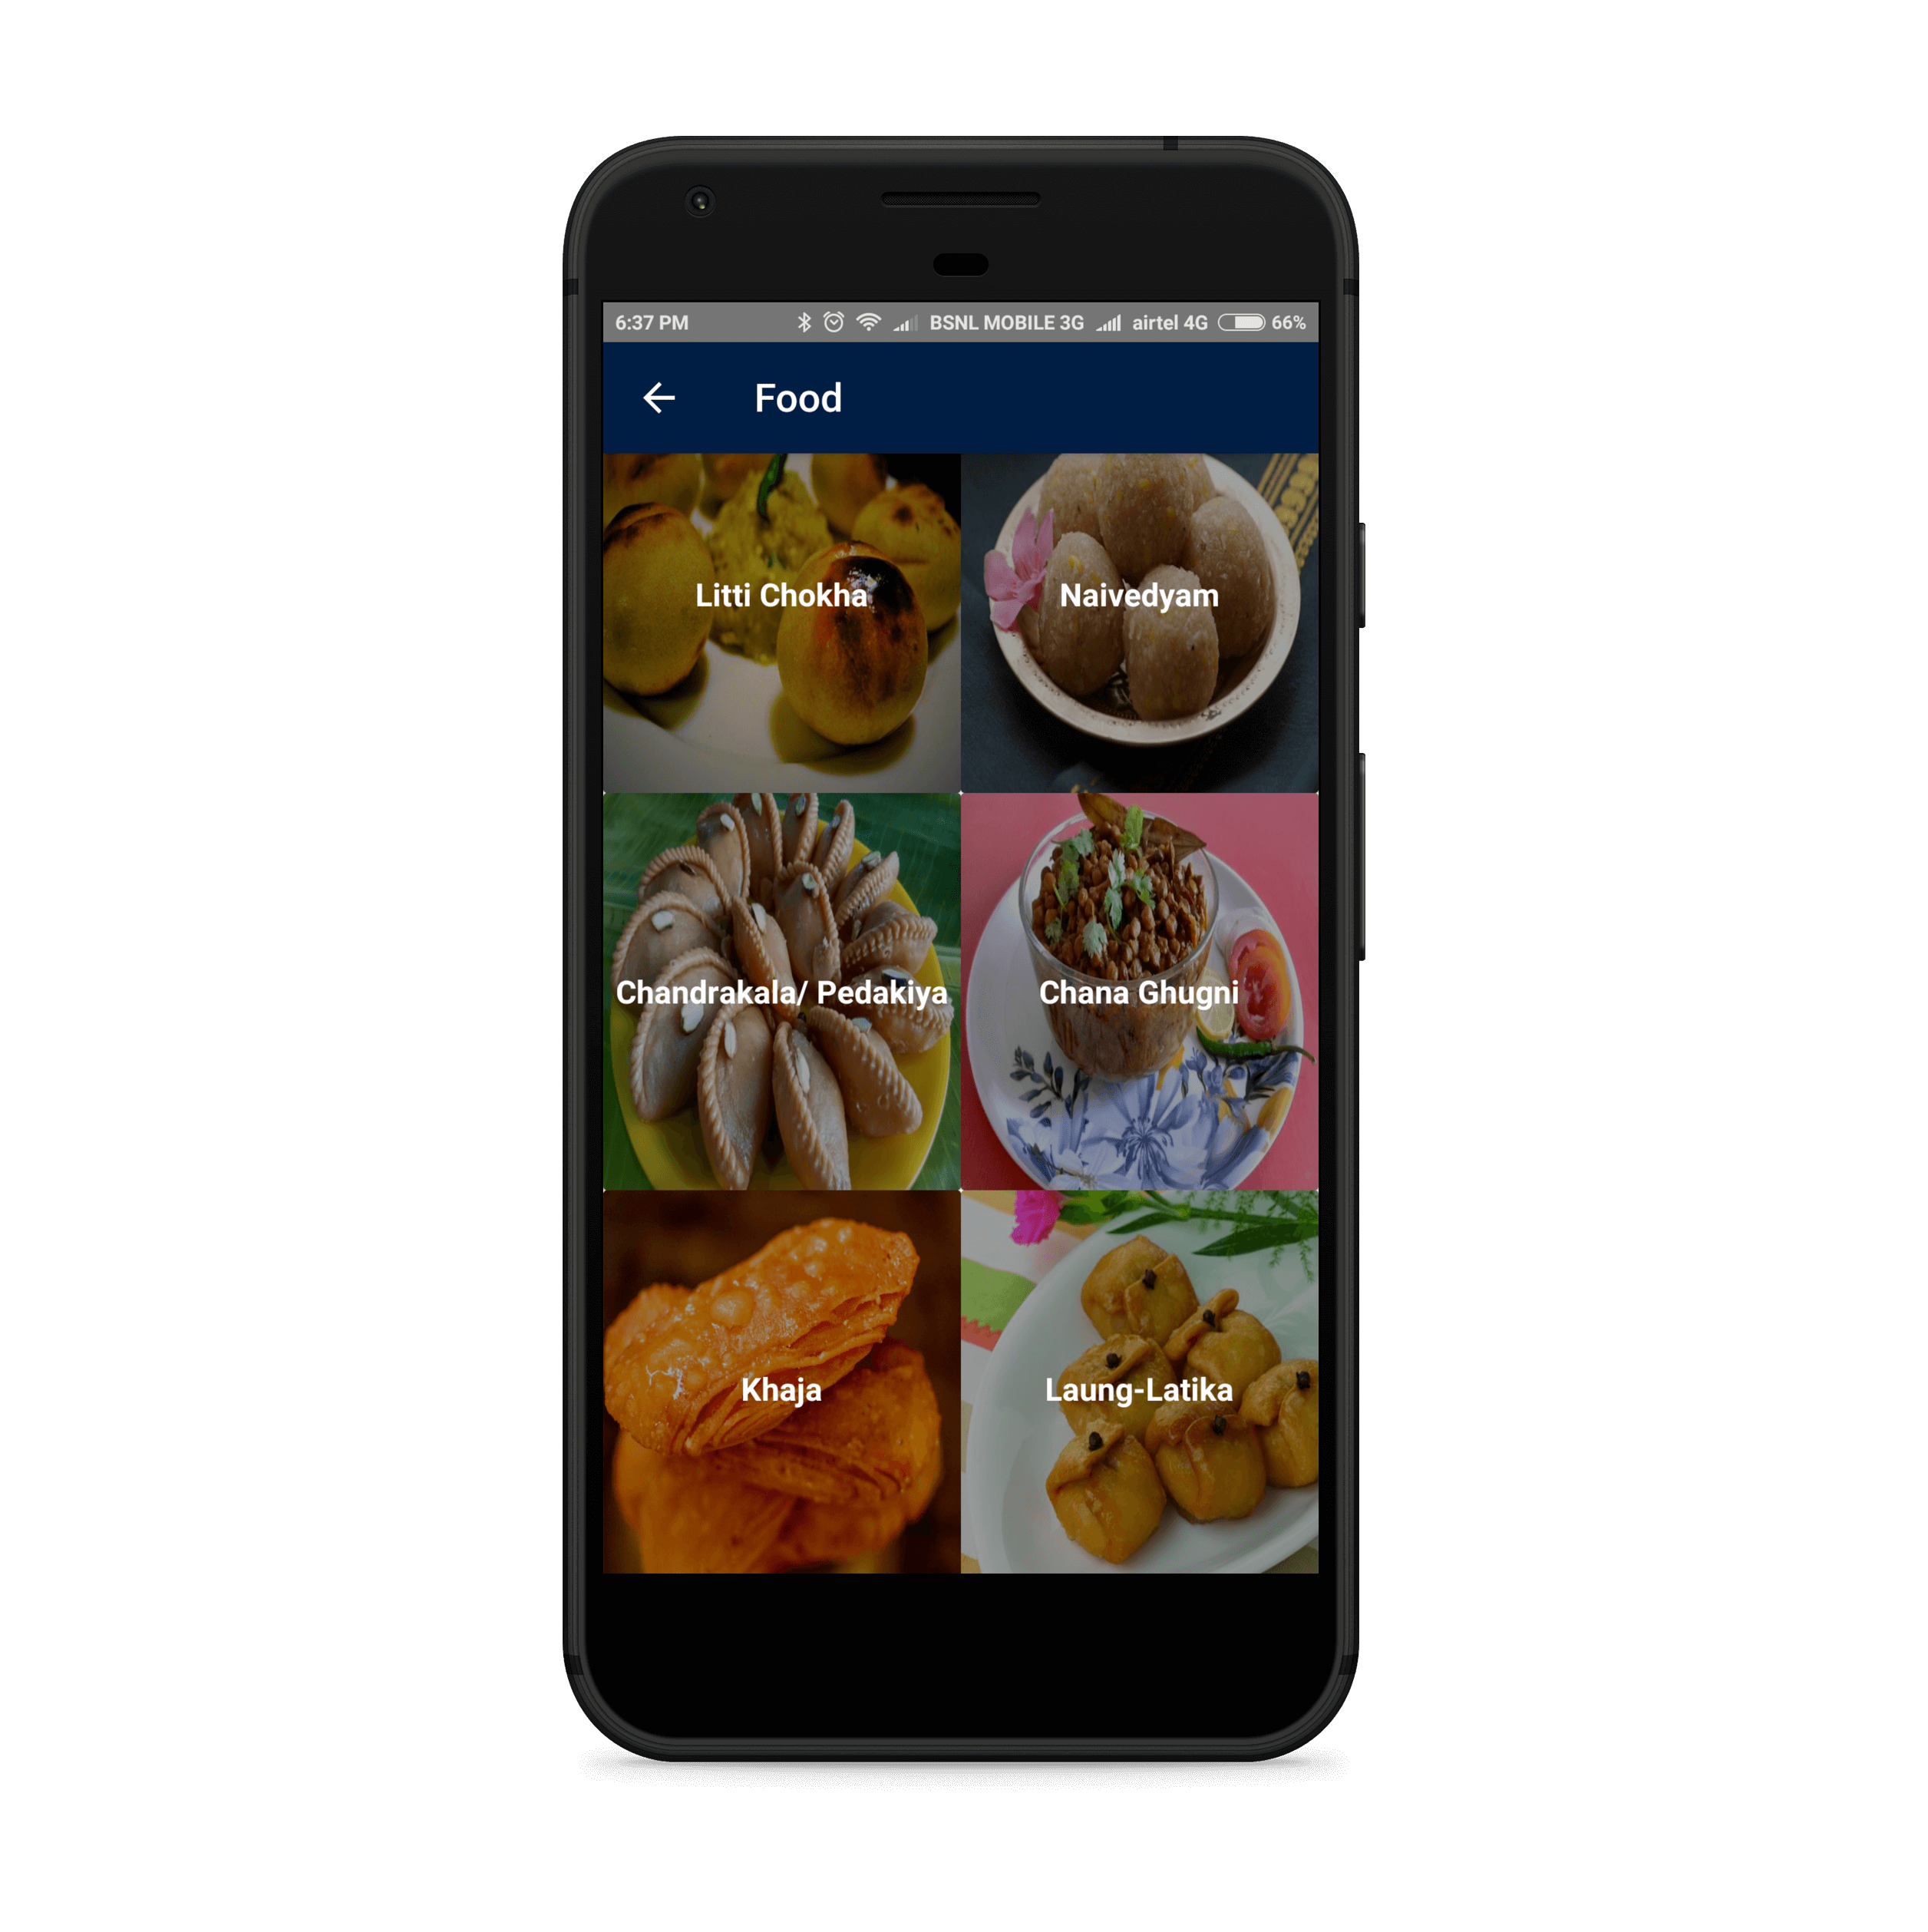 6:37 PM BSNL MOBILE 3G airtel 4G 66%
Food
Litti Chokha
Naivedyam
Chandrakala/ Pedakiya
Chana Ghugni
Khaja
Laung-Latika